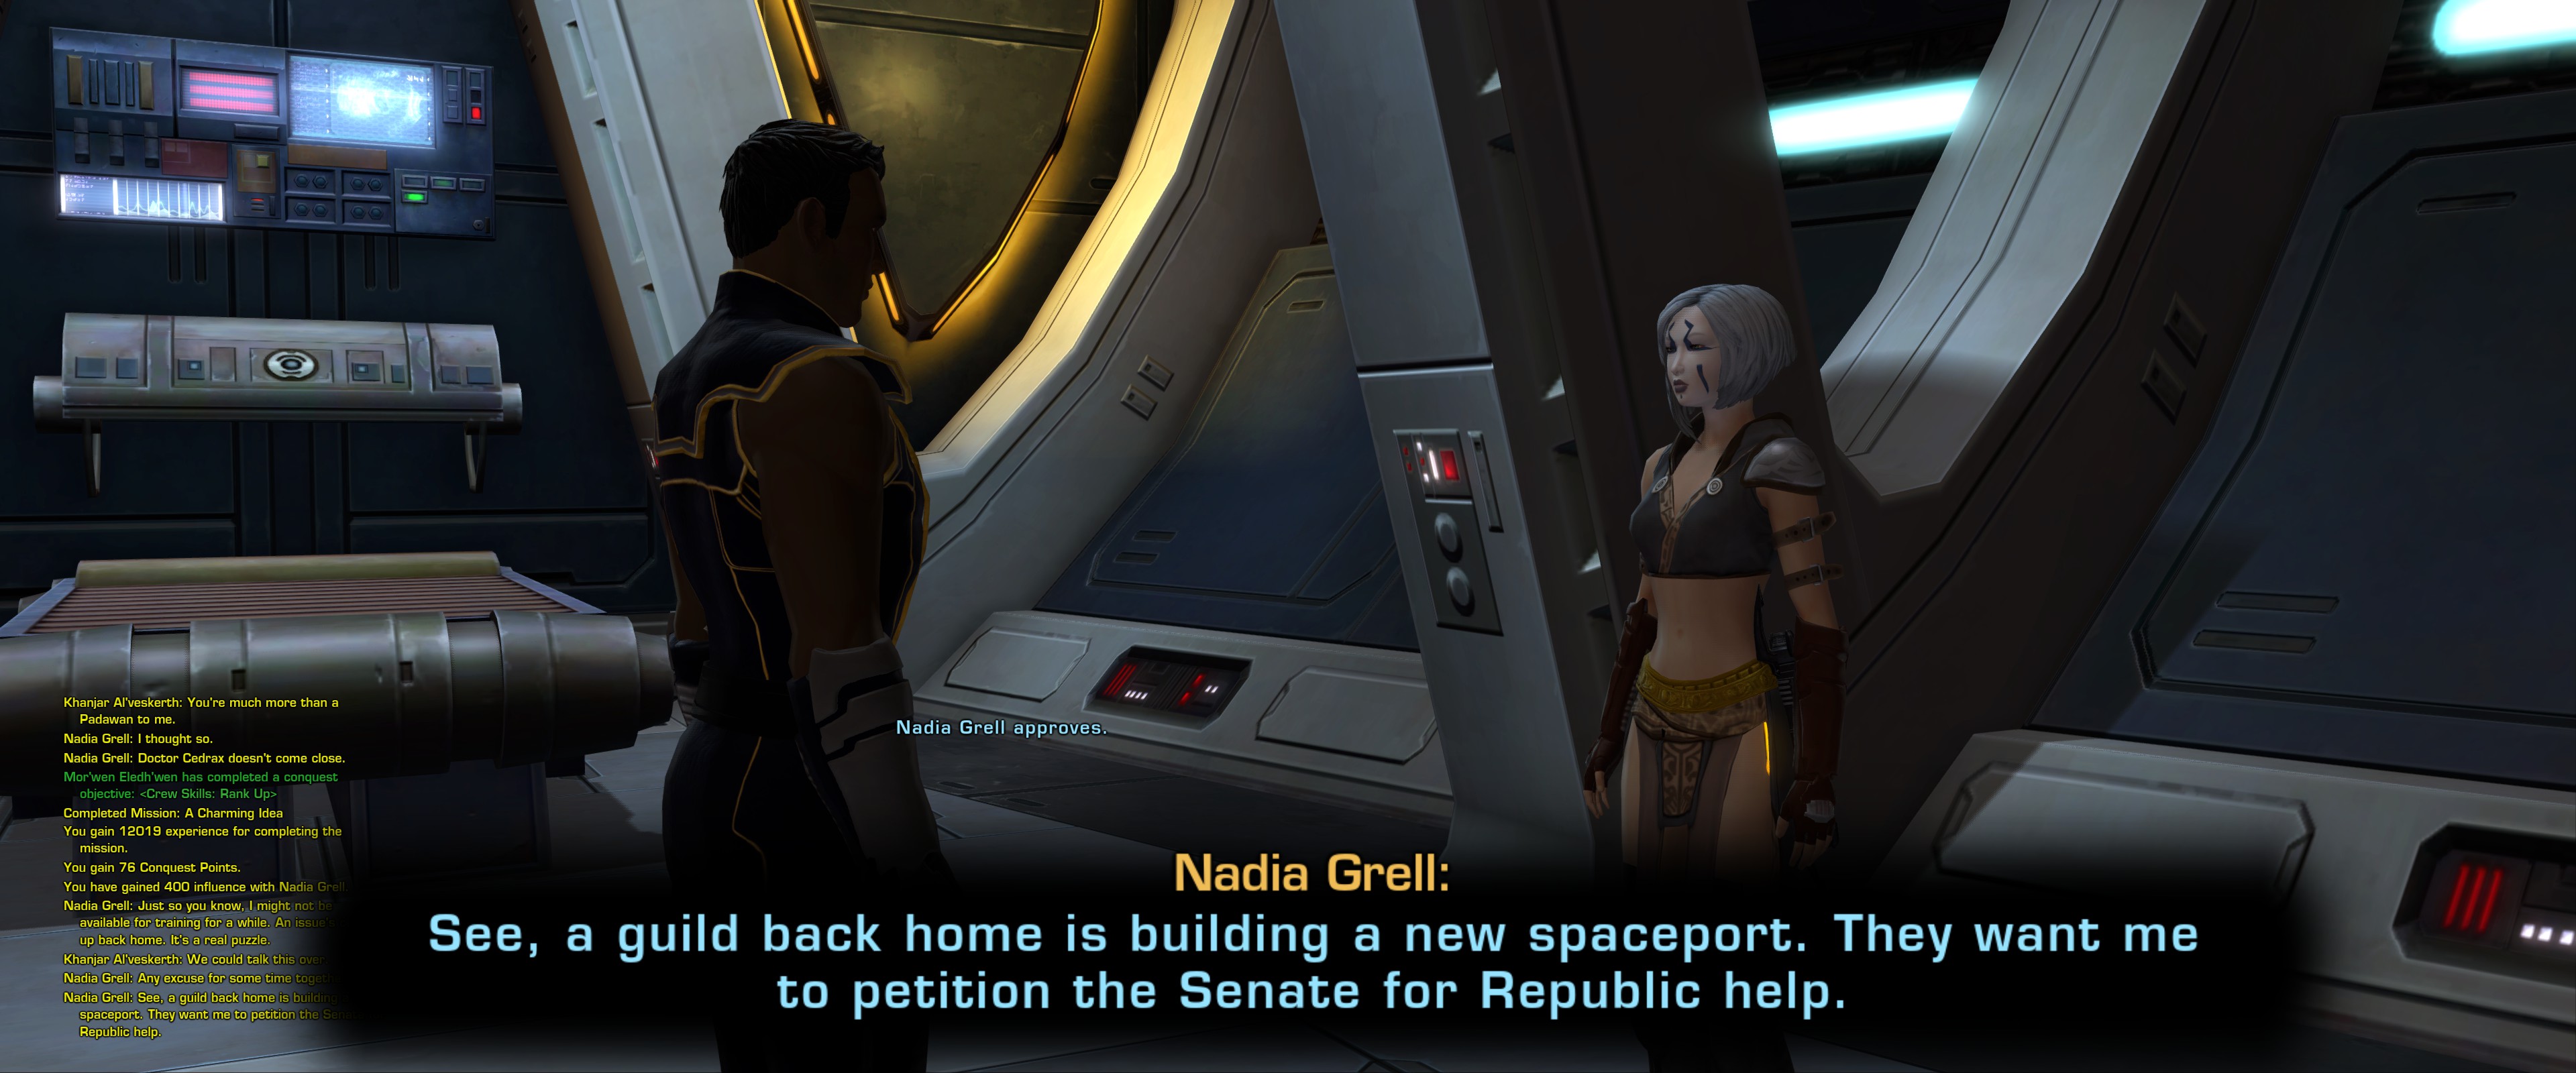 Khanjar Al'veskerth: You're much more than a
Padawan to me.
Nadia Grell: I thought so.
Nadia Grell: Doctor Cedrax doesn't come close.
Mor'wen Eledh'wen has completed a conquest
objective: <Crew Skills: Rank Up>
Completed Mission: A Charming Idea
You gain 12019 experience for completing the
mission.
You gain 76 Conquest Points.
You have gained 400 influence with Nadia Grell.
Nadia Grell: Just so you know, I might not be
available for training for a while. An issue's
up back home. It's a real puzzle.
Khanjar Al'veskerth: We could talk this over
Nadia Grell: Any excuse for some time togeth
Nadia Grell: See, a guild back home is building
spaceport. They want me to petition the Sen
Republic help.
Nadia Grell approves.
Nadia Grell:
See, a guild back home is building a new spaceport. They want me
to petition the Senate for Republic help.